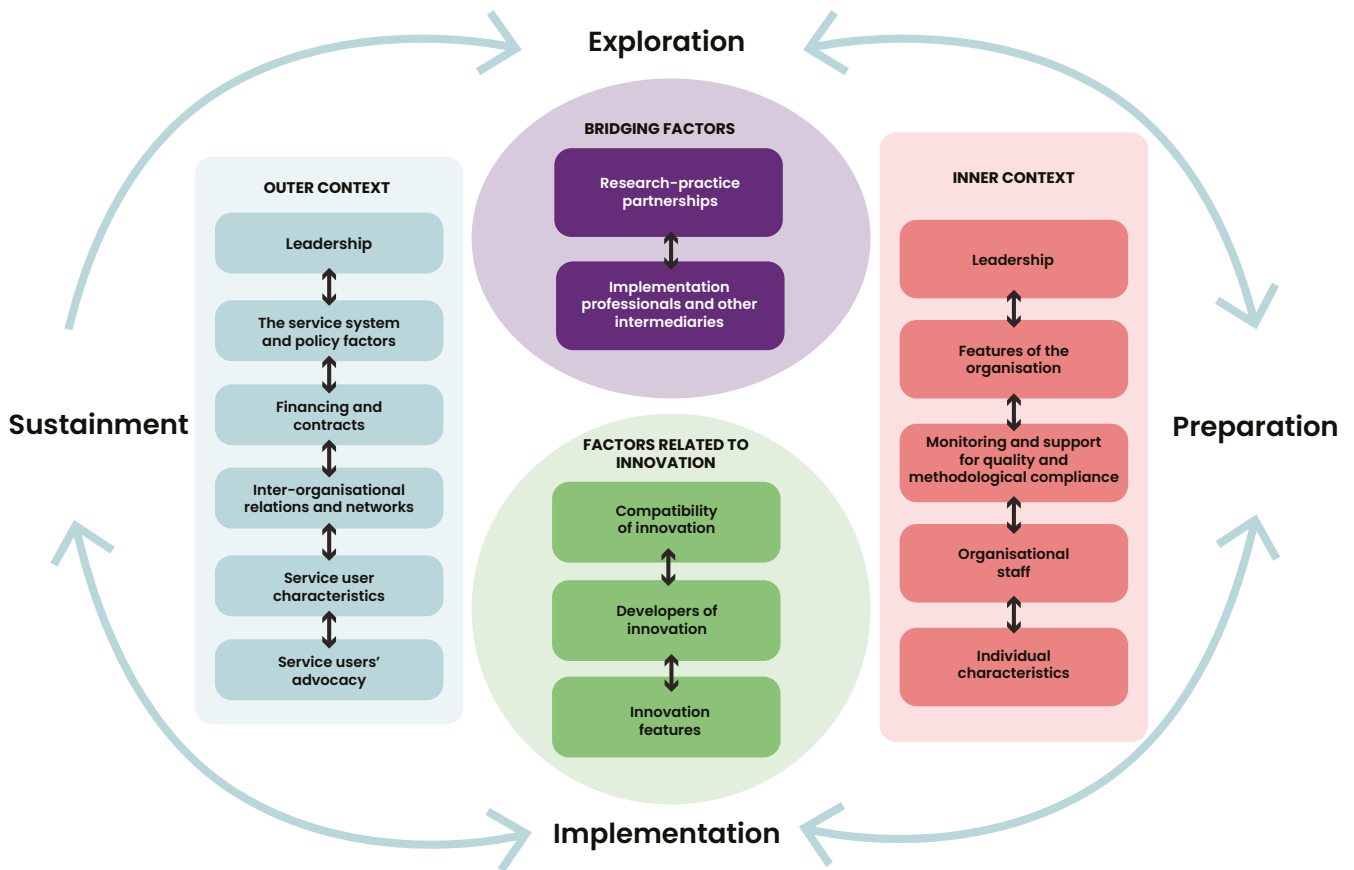 Exploration
BRIDGING FACTORS
Research-practice
partnerships
Implementation
professionals and other
intermediaries
OUTER CONTEXT
Leadership
The service system
and policy factors
Financing and
contracts
Inter-organisational
relations and networks
Service user
characteristics
Service users’
advocacy
INNER CONTEXT
Leadership
Features of the
organisation
Monitoring and support
for quality and
methodological compliance
Organisational
staff
Individual
characteristics
Sustainment
Preparation
FACTORS RELATED TO
INNOVATION
Compatibility
of innovation
Developers of
innovation
Innovation
features
Implementation